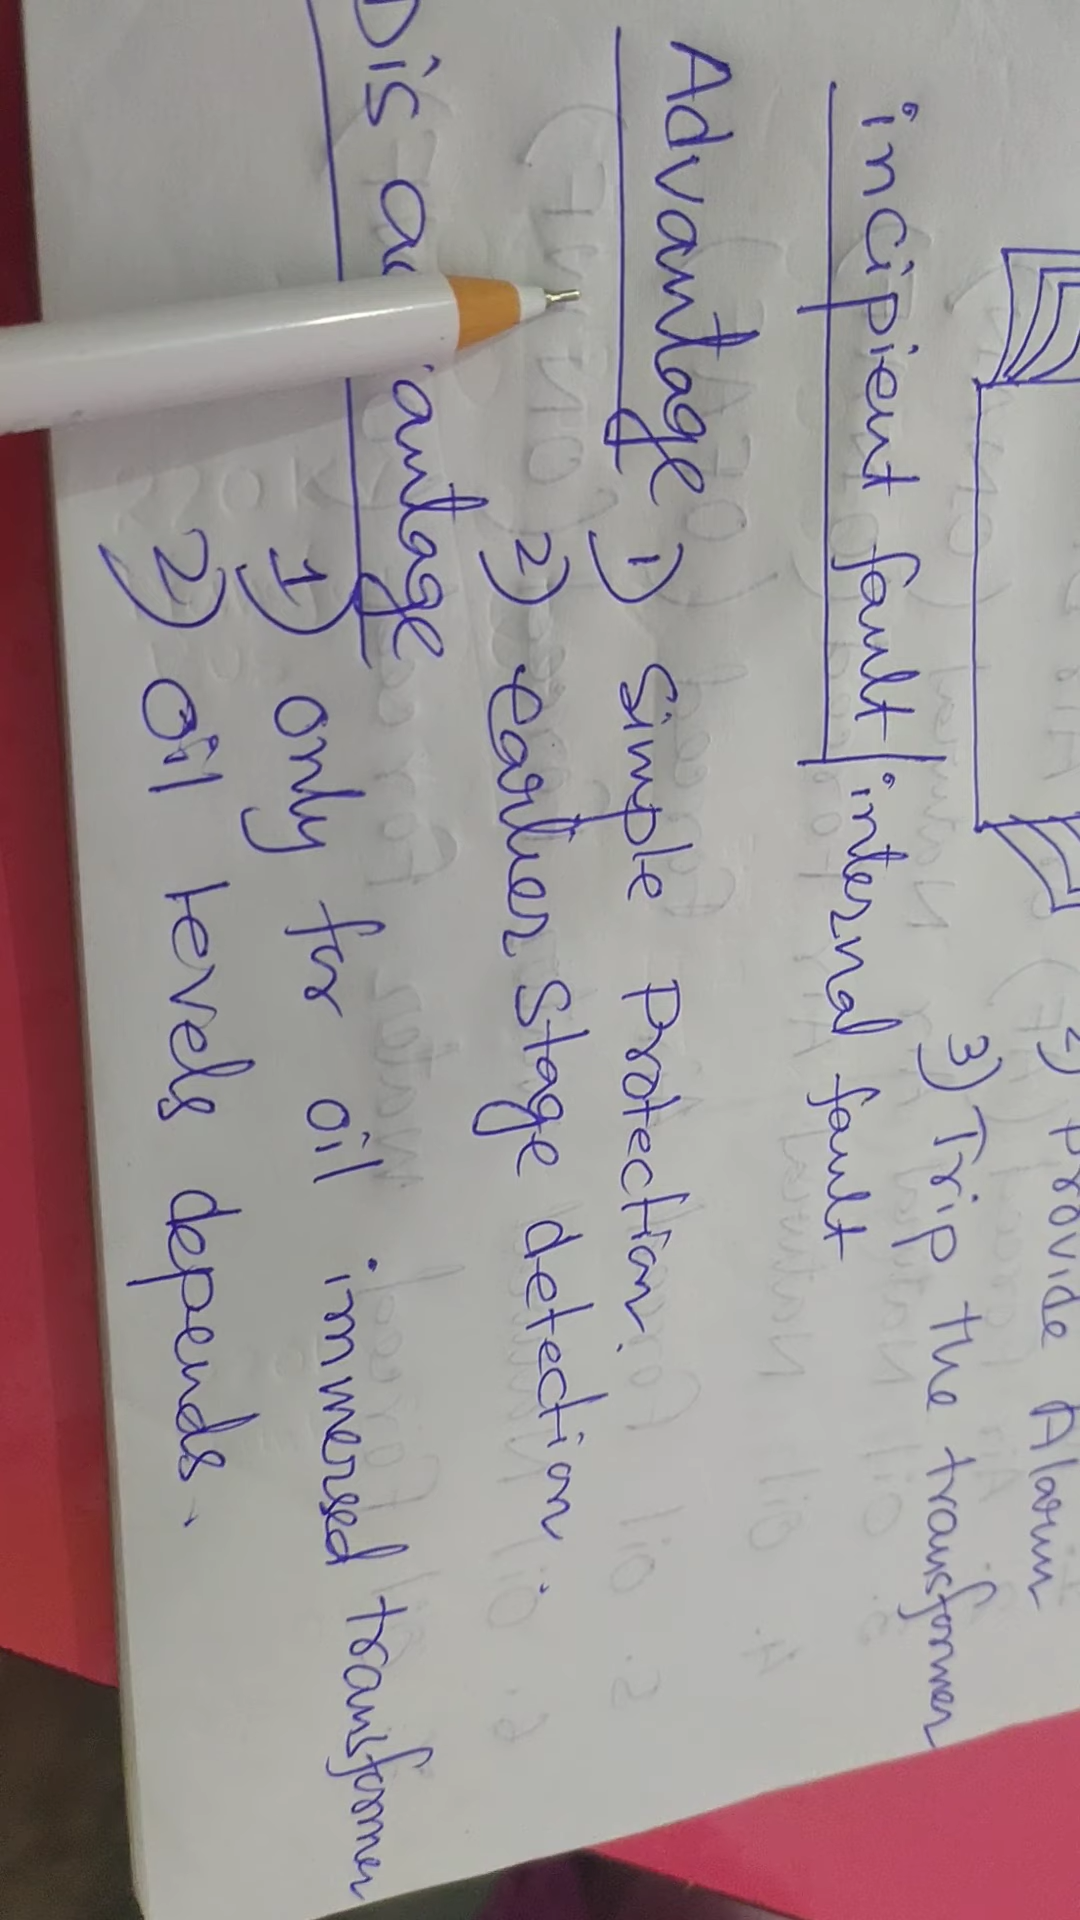 2) Provide Alarm
3) Trip the transformer
incipient fault / internal fault
Advantage
1) Simple Protection.
2) earlier Stage detection.
Dis
1) only for oil immersed transformer
2) oil levels depends.